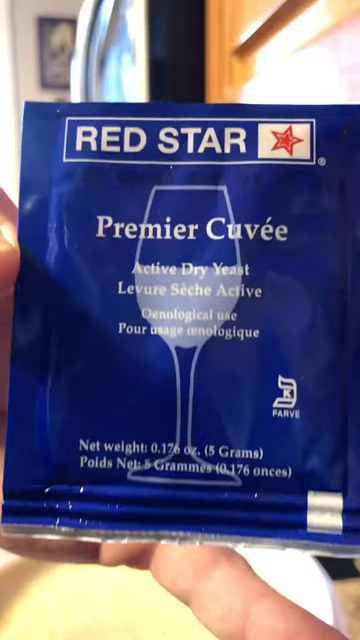 RED STAR
®
Premier Cuvée
Active Dry Yeast
Levure Sèche Active
Oenological use
Pour usage œnologique
K
PARVE
Net weight: 0.176 oz. (5 Grams)
Poids Net: 5 Grammes (0.176 onces)